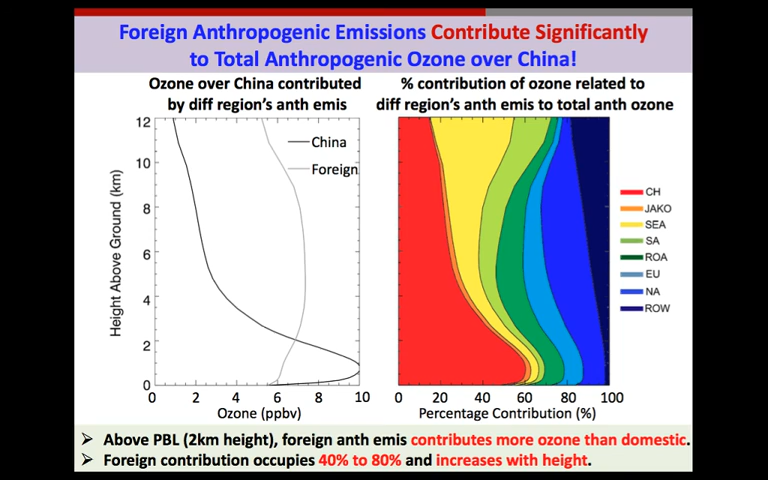 Foreign Anthropogenic Emissions Contribute Significantly
to Total Anthropogenic Ozone over China!
Ozone over China contributed
by diff region's anth emis
% contribution of ozone related to
diff region's anth emis to total anth ozone
12
10
8
6
4
2
0
Height Above Ground (km)
China
Foreign
0 2 4 6 8 10
Ozone (ppbv)
0 20 40 60 80 100
Percentage Contribution (%)
CH
JAKO
SEA
SA
ROA
EU
NA
ROW
➢ Above PBL (2km height), foreign anth emis contributes more ozone than domestic.
➢ Foreign contribution occupies 40% to 80% and increases with height.